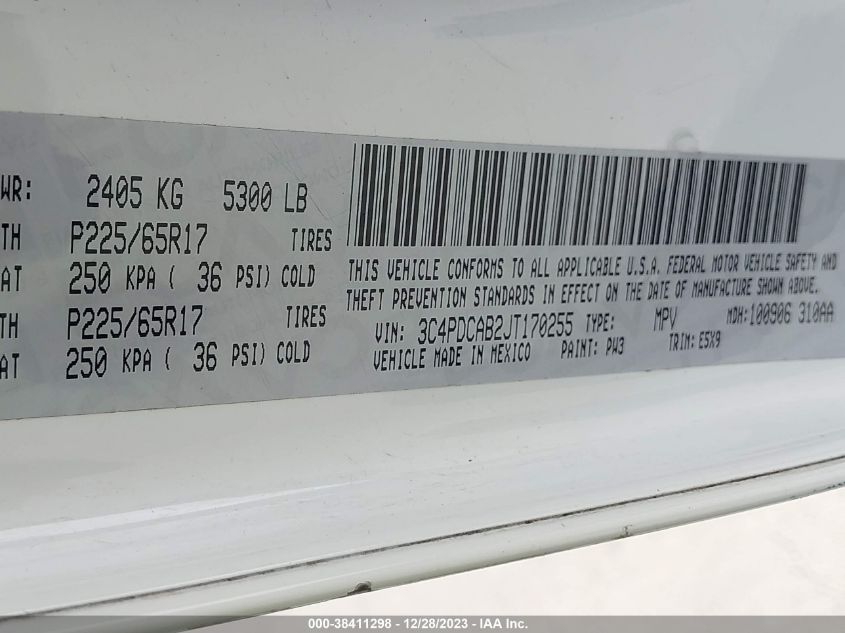 WR: 2405 KG 5300 LB
TH P225/65R17 TIRES
AT 250 KPA ( 36 PSI) COLD
TH P225/65R17 TIRES
AT 250 KPA ( 36 PSI) COLD
THIS VEHICLE CONFORMS TO ALL APPLICABLE U.S.A. FEDERAL MOTOR VEHICLE SAFETY AND
THEFT PREVENTION STANDARDS IN EFFECT ON THE DATE OF MANUFACTURE SHOWN ABOVE.
VIN: 3C4PDCAB2JT170255 TYPE: MPV MDH: 100906 310AA
VEHICLE MADE IN MEXICO PAINT: PW3 TRIM: E5X9
000-38411298 - 12/28/2023 - IAA Inc.